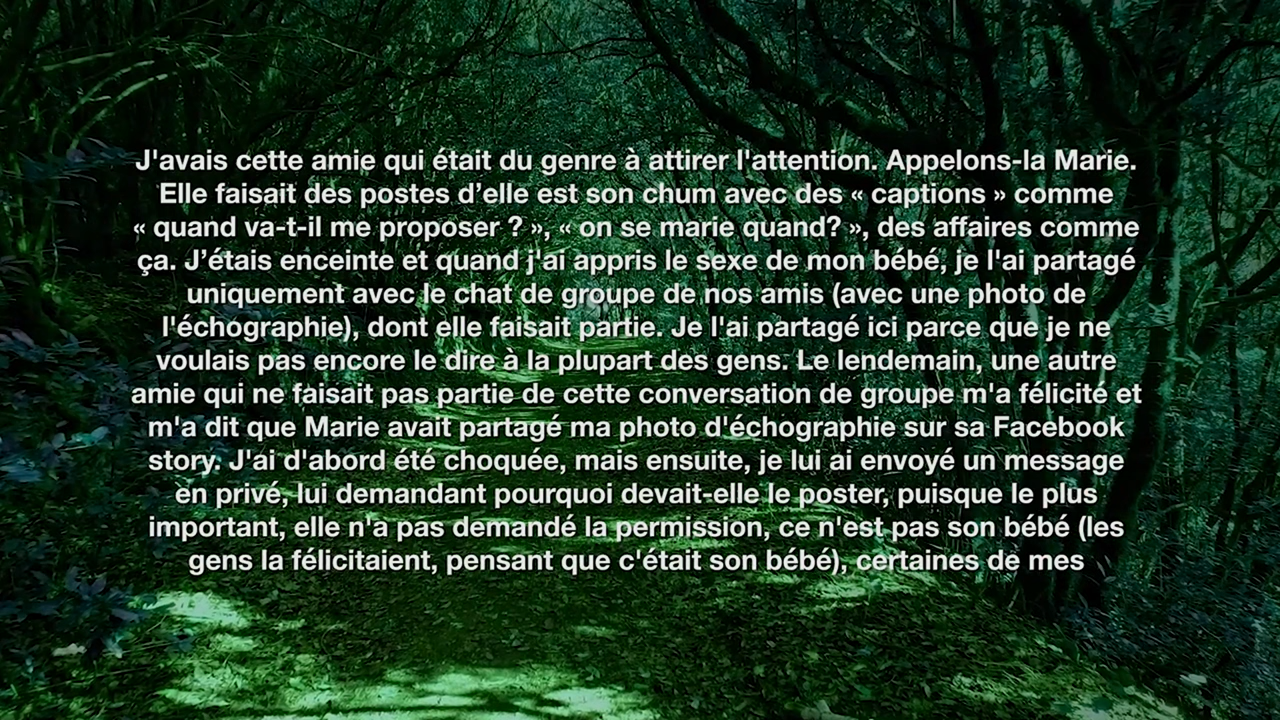 J'avais cette amie qui était du genre à attirer l'attention. Appelons-la Marie.
Elle faisait des postes d’elle est son chum avec des « captions » comme
« quand va-t-il me proposer ? », « on se marie quand? », des affaires comme
ça. J’étais enceinte et quand j'ai appris le sexe de mon bébé, je l'ai partagé
uniquement avec le chat de groupe de nos amis (avec une photo de
l'échographie), dont elle faisait partie. Je l'ai partagé ici parce que je ne
voulais pas encore le dire à la plupart des gens. Le lendemain, une autre
amie qui ne faisait pas partie de cette conversation de groupe m'a félicité et
m'a dit que Marie avait partagé ma photo d'échographie sur sa Facebook
story. J'ai d'abord été choquée, mais ensuite, je lui ai envoyé un message
en privé, lui demandant pourquoi devait-elle le poster, puisque le plus
important, elle n'a pas demandé la permission, ce n'est pas son bébé (les
gens la félicitaient, pensant que c'était son bébé), certaines de mes